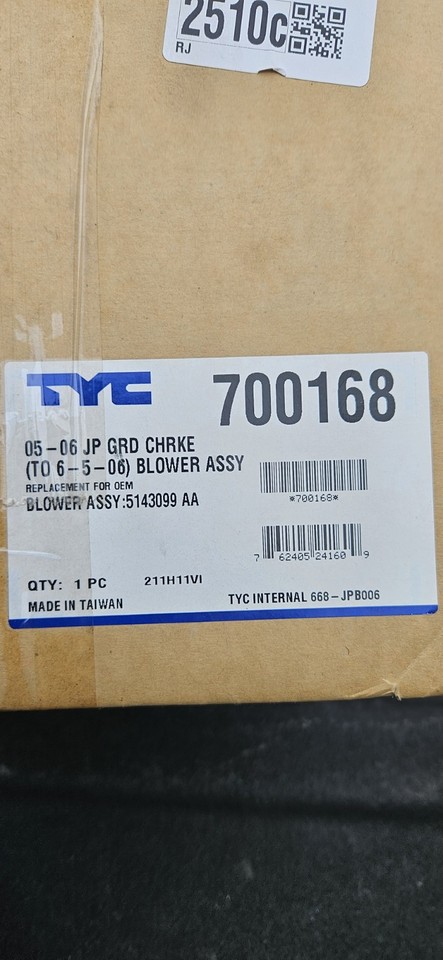 2510c
RJ
TYC 700168
05-06 JP GRD CHRKE
(TO 6-5-06) BLOWER ASSY
REPLACEMENT FOR OEM
BLOWER ASSY:5143099 AA
*700168*
7 62405 24160 9
QTY: 1 PC 211H11VI
MADE IN TAIWAN TYC INTERNAL 668-JPB006